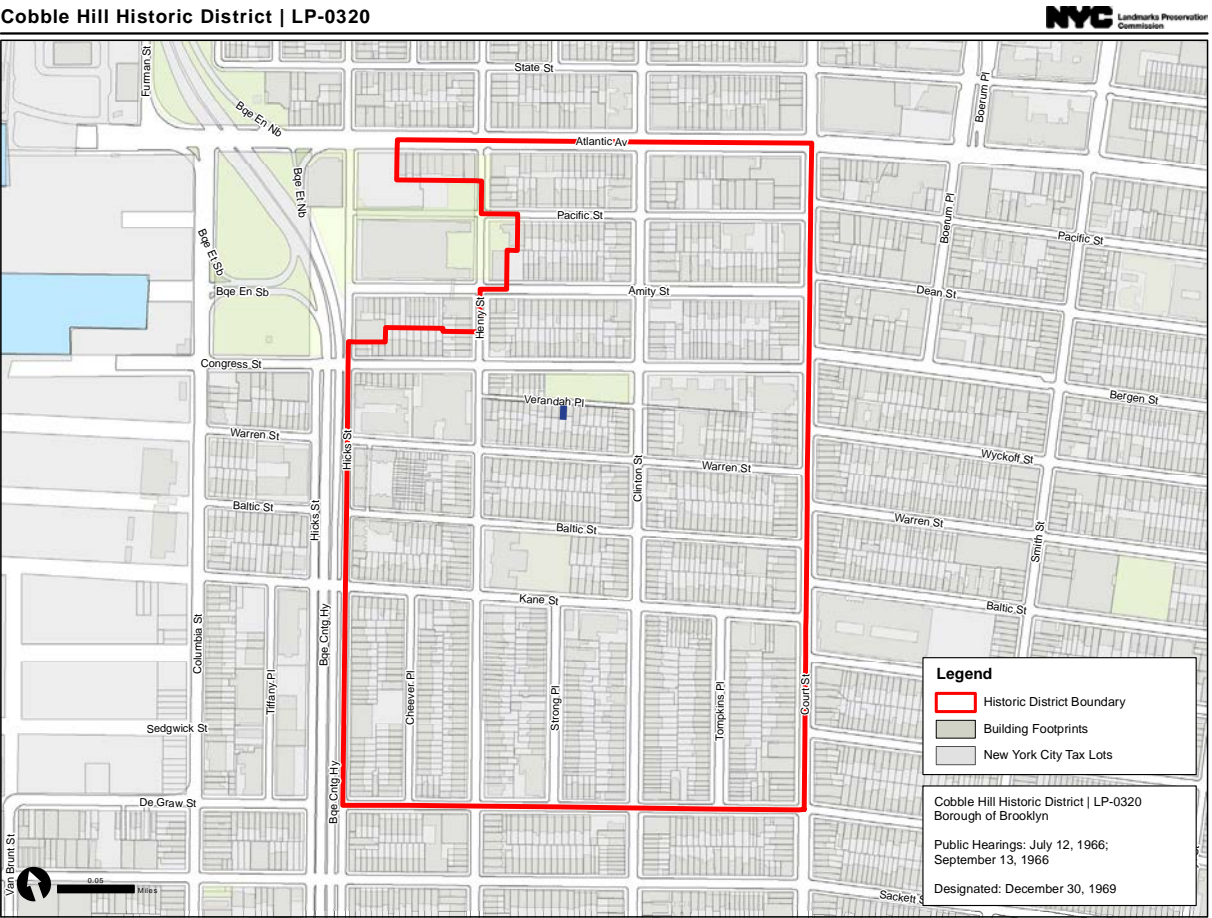 Cobble Hill Historic District | LP-0320
NYC Landmarks Preservation
Commission
Furman St
State St
Boerum Pl
Boerum Pl
Bqe En Nb
Atlantic Av
Bqe Et Nb
Pacific St
Boerum Pl
Pacific St
Bqe Et Sb
Bqe En Sb
Amity St
Dean St
Henry St
Congress St
Verandah Pl
Bergen St
Warren St
Hicks St
Wyckoff St
Warren St
Clinton St
Baltic St
Hicks St
Baltic St
Warren St
Smith St
Kane St
Baltic St
Columbia St
Bqe Cntg Hy
Tiffany Pl
Cheever Pl
Strong Pl
Tompkins Pl
Court St
Sedgwick St
Bqe Cntg Hy
De Graw St
Van Brunt St
Sackett S
0.05
Miles
Legend
Historic District Boundary
Building Footprints
New York City Tax Lots
Cobble Hill Historic District | LP-0320
Borough of Brooklyn
Public Hearings: July 12, 1966;
September 13, 1966
Designated: December 30, 1969